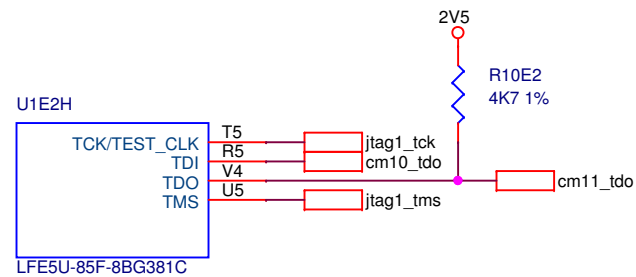 2V5
R10E2
4K7 1%
U1E2H
TCK/TEST_CLK T5 jtag1_tck
TDI R5 cm10_tdo
TDO V4 cm11_tdo
TMS U5 jtag1_tms
LFE5U-85F-8BG381C